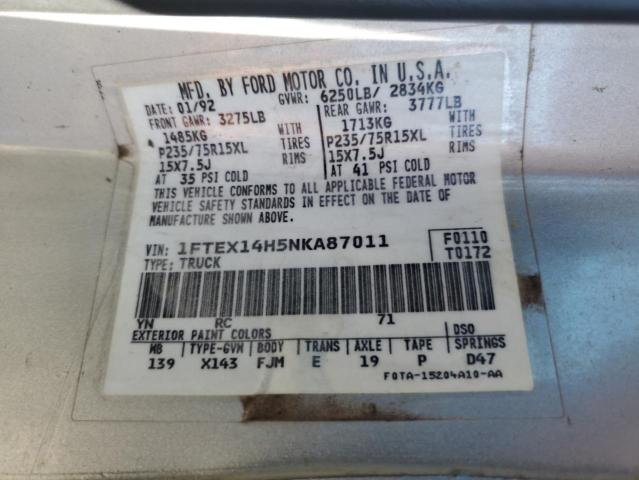 MFD. BY FORD MOTOR CO. IN U.S.A.
DATE: 01/92 GVWR: 6250LB/ 2834KG
FRONT GAWR: 3275LB REAR GAWR: 3777LB
1485KG WITH 1713KG WITH
P235/75R15XL TIRES P235/75R15XL TIRES
15X7.5J RIMS 15X7.5J RIMS
AT 35 PSI COLD AT 41 PSI COLD
THIS VEHICLE CONFORMS TO ALL APPLICABLE FEDERAL MOTOR
VEHICLE SAFETY STANDARDS IN EFFECT ON THE DATE OF
MANUFACTURE SHOWN ABOVE.
VIN: 1FTEX14H5NKA87011 F0110
TYPE: TRUCK T0172
YN RC 71
EXTERIOR PAINT COLORS DSO
WB TYPE-GVW BODY TRANS AXLE TAPE SPRINGS
139 X143 FJM E 19 P D47
F0TA-15204A10-AA